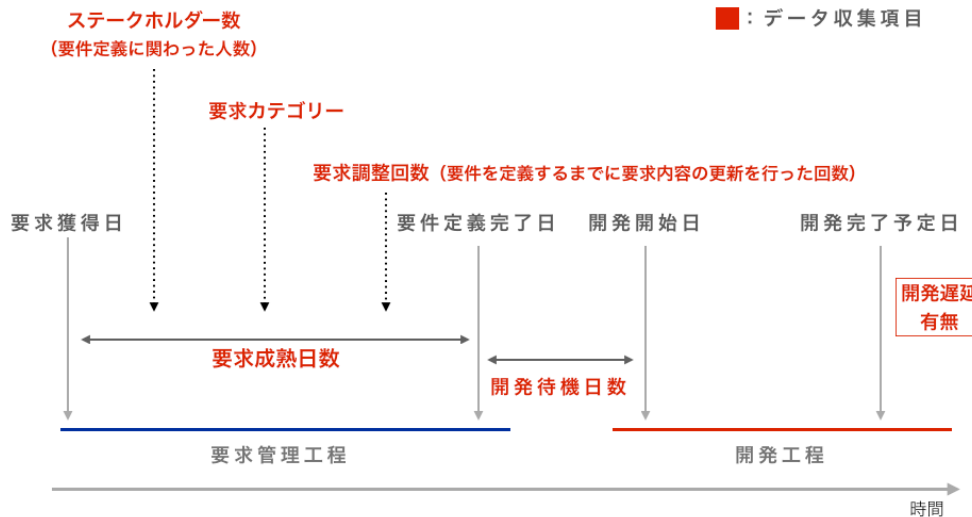 ステークホルダー数
（要件定義に関わった人数）
：データ収集項目
要求カテゴリー
要求調整回数（要件を定義するまでに要求内容の更新を行った回数）
要求獲得日
要件定義完了日
開発開始日
開発完了予定日
開発遅延
有無
要求成熟日数
開発待機日数
要求管理工程
開発工程
時間